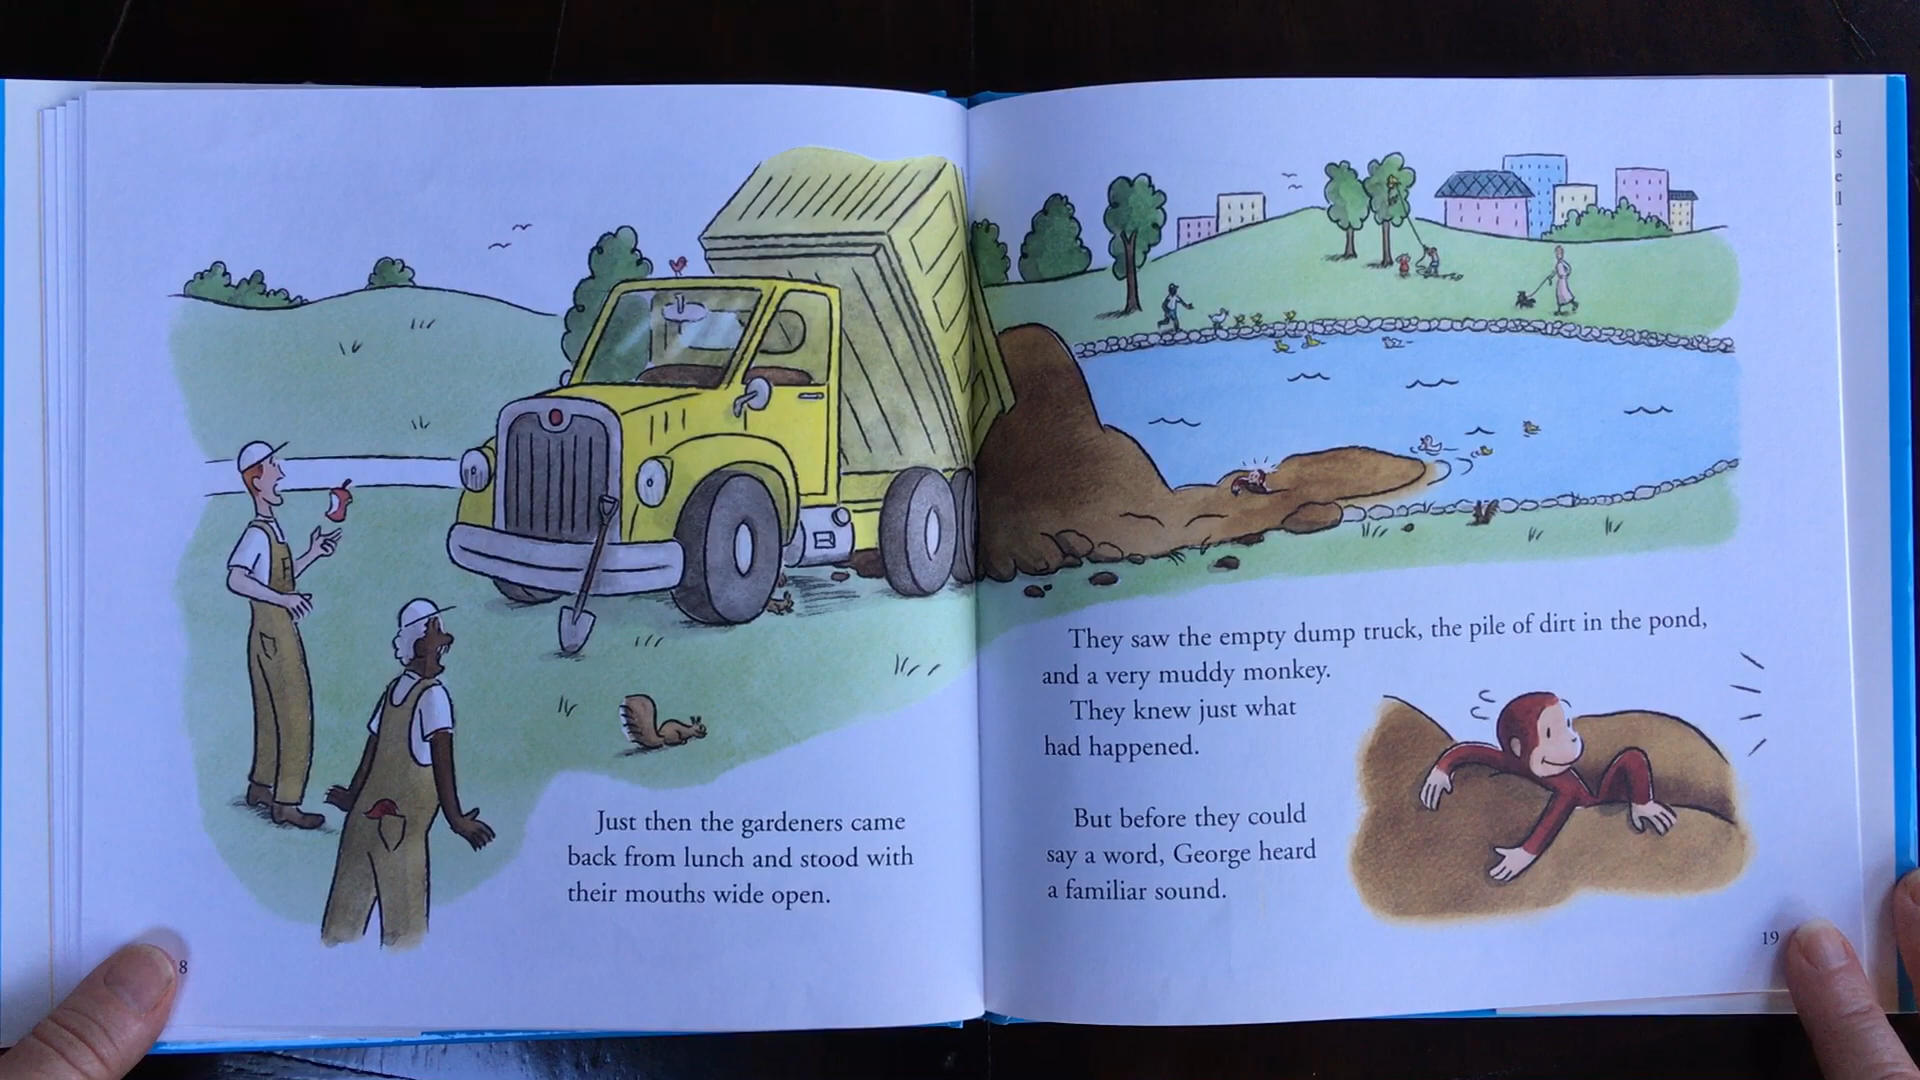 Just then the gardeners came
back from lunch and stood with
their mouths wide open.
8
They saw the empty dump truck, the pile of dirt in the pond,
and a very muddy monkey.
They knew just what
had happened.
But before they could
say a word, George heard
a familiar sound.
19
d
s
e
l